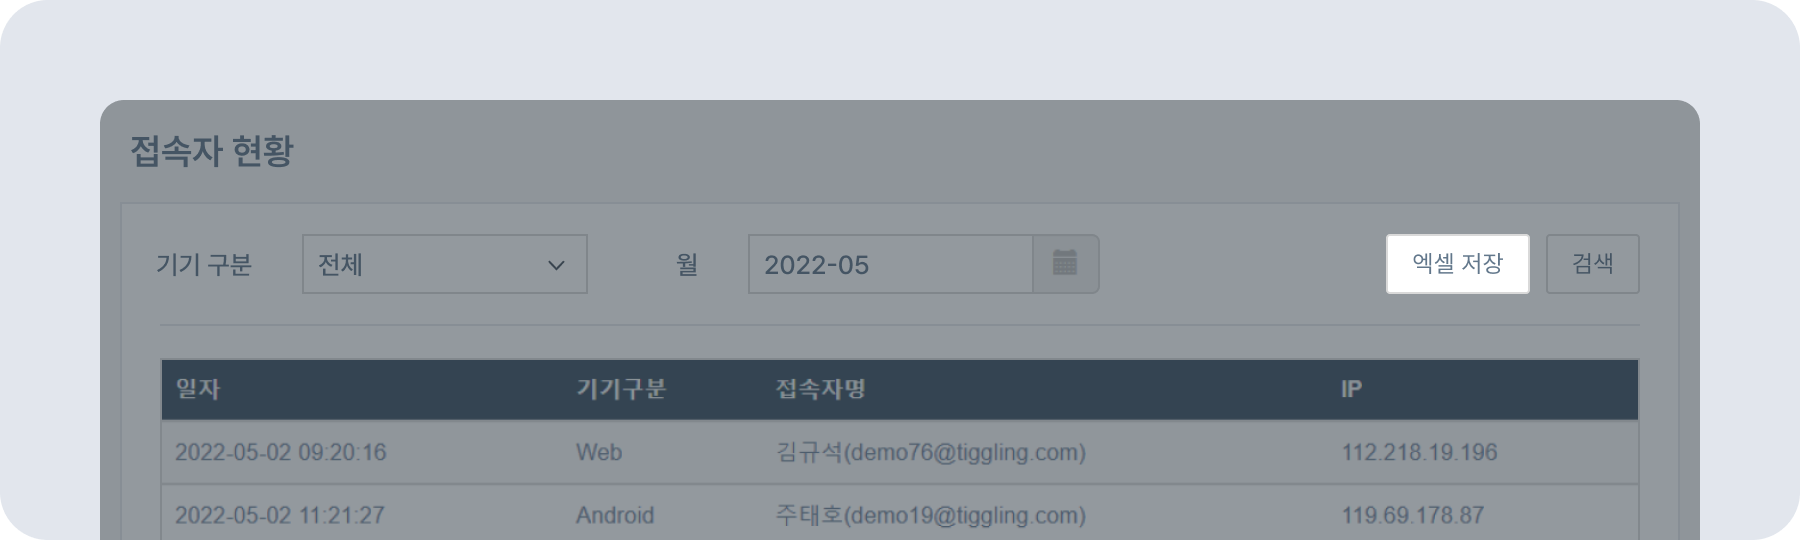 접속자 현황
기기 구분 전체 월 2022-05 엑셀 저장 검색
일자 기기구분 접속자명 IP
2022-05-02 09:20:16 Web 김규석(demo76@tiggling.com) 112.218.19.196
2022-05-02 11:21:27 Android 주태호(demo19@tiggling.com) 119.69.178.87